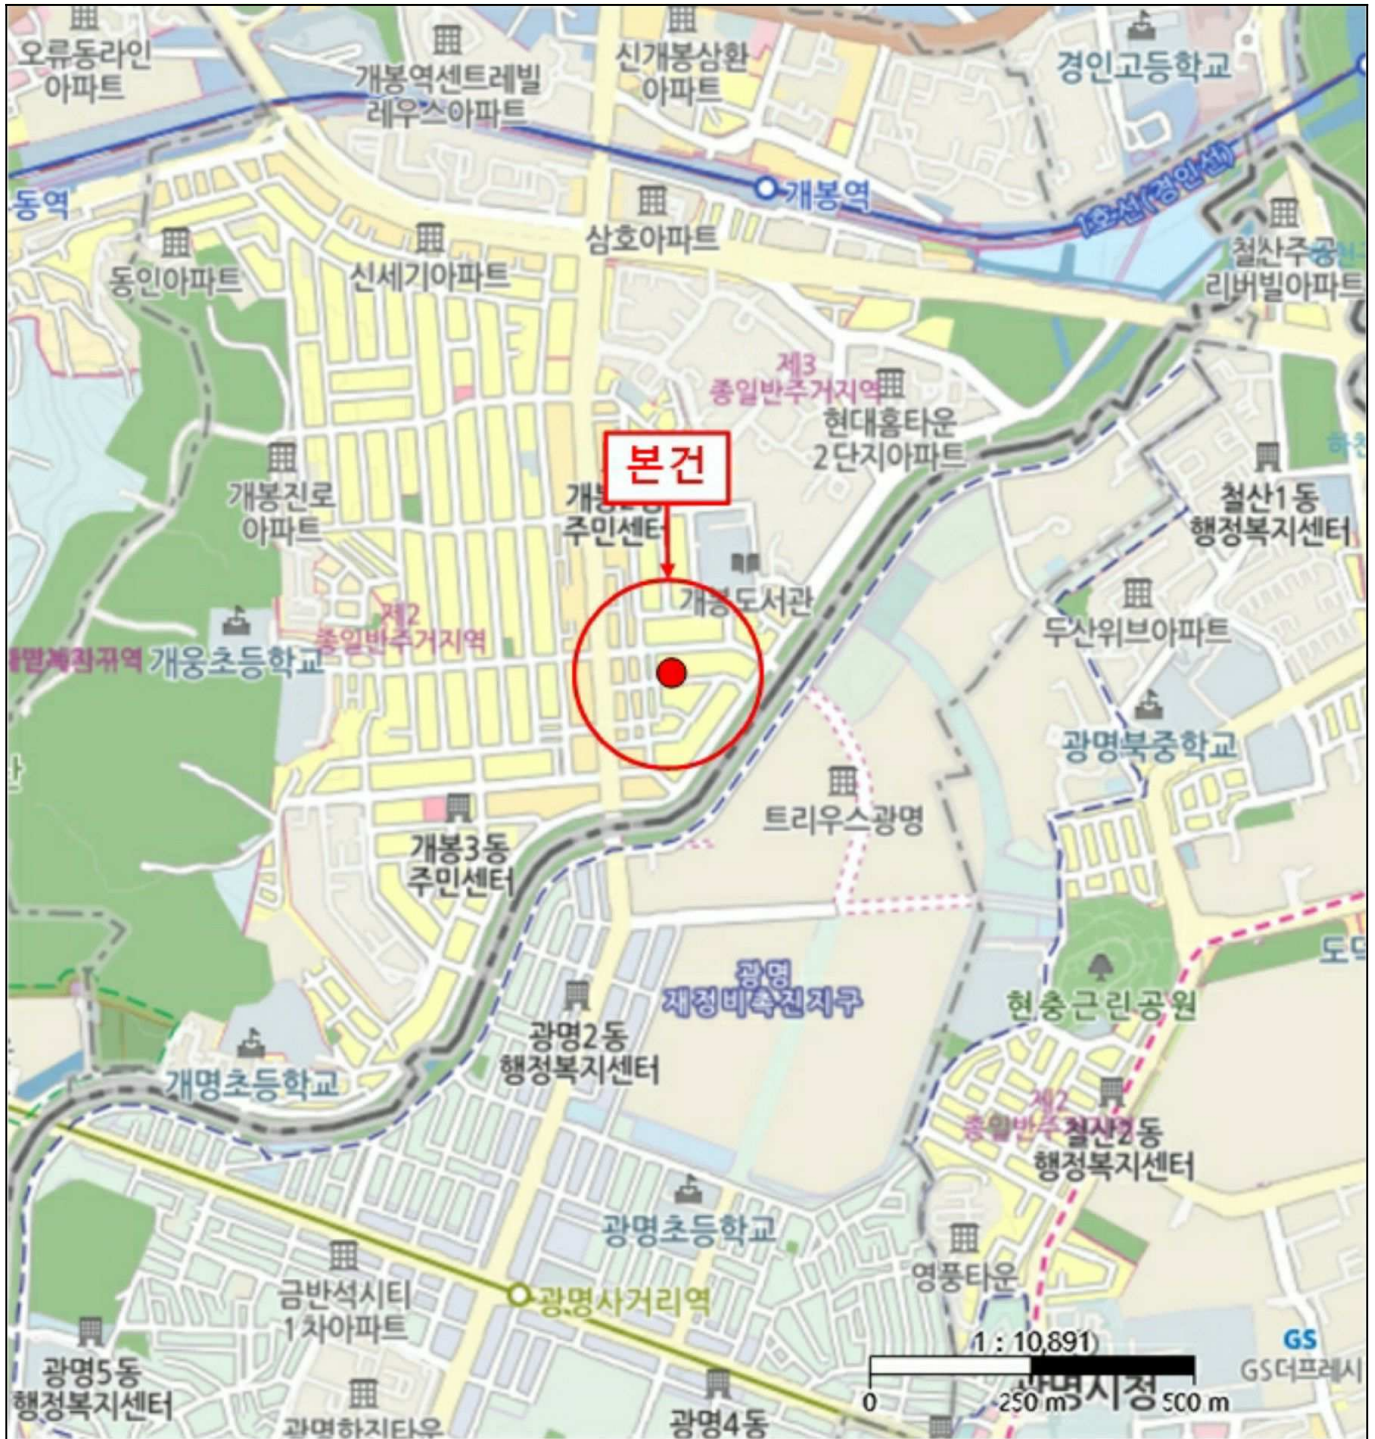 오류동라인
아파트
개봉역센트레빌
레우스아파트
신개봉삼환
아파트
경인고등학교
동역
개봉역
1호선(경인선)
동인아파트
신세기아파트
삼호아파트
철산주공
리버빌아파트
제3
종일반주거지역
현대홈타운
2단지아파트
본건
개봉진로
아파트
주민센터
철산1동
행정복지센터
개봉도서관
제2
종일반주거지역
개웅초등학교
두산위브아파트
광명북중학교
트리우스광명
개봉3동
주민센터
광명
재정비촉진지구
현충근린공원
광명2동
행정복지센터
개명초등학교
제2
철산2동
행정복지센터
광명초등학교
영풍타운
금반석시티
1차아파트
광명사거리역
1 : 10,891
GS
GS더프레시
0
250 m
500 m
광명5동
행정복지센터
광명4동